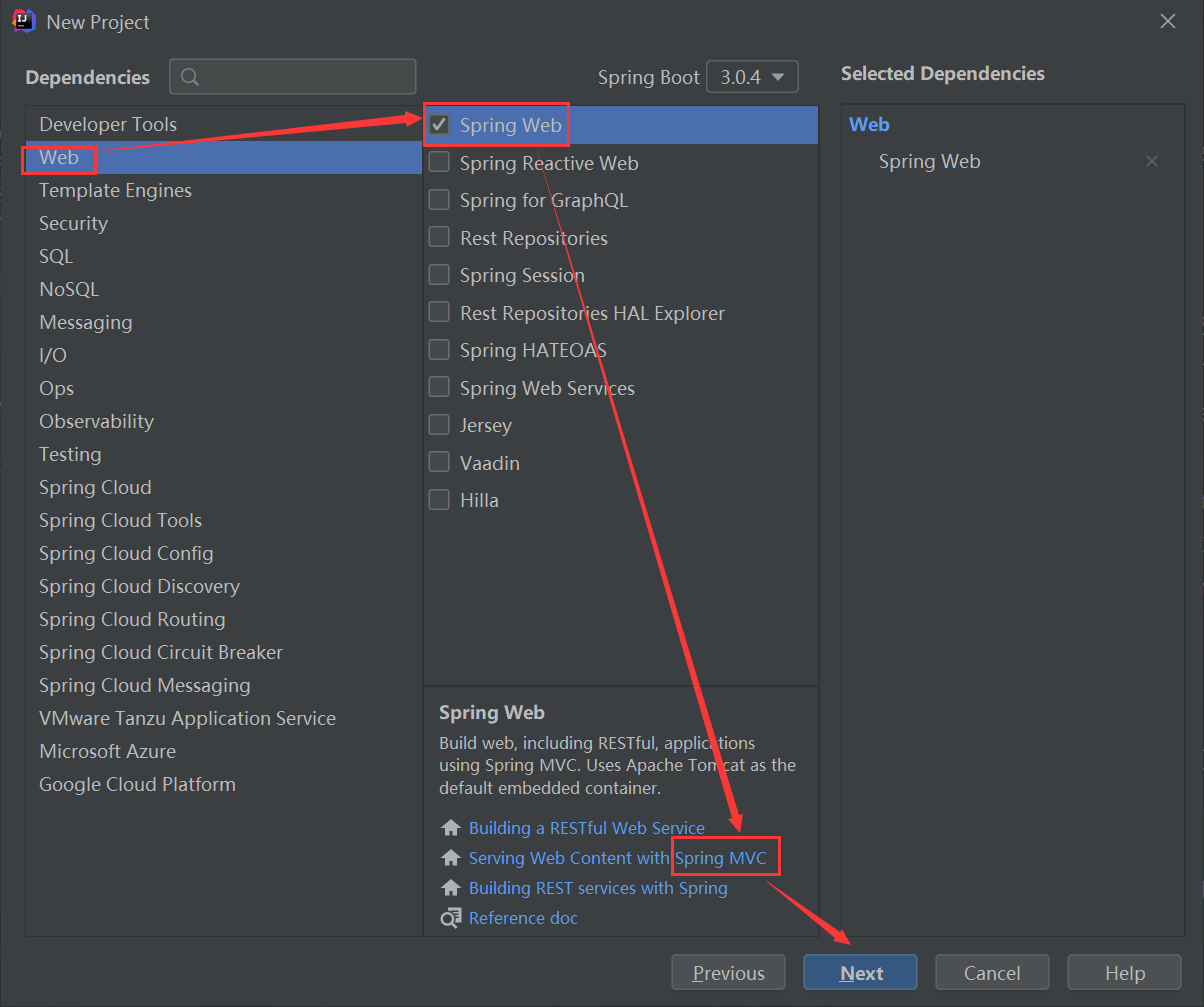 New Project
Dependencies
Spring Boot 3.0.4
Selected Dependencies
Developer Tools
Web
Template Engines
Security
SQL
NoSQL
Messaging
I/O
Ops
Observability
Testing
Spring Cloud
Spring Cloud Tools
Spring Cloud Config
Spring Cloud Discovery
Spring Cloud Routing
Spring Cloud Circuit Breaker
Spring Cloud Messaging
VMware Tanzu Application Service
Microsoft Azure
Google Cloud Platform
Spring Web
Spring Reactive Web
Spring for GraphQL
Rest Repositories
Spring Session
Rest Repositories HAL Explorer
Spring HATEOAS
Spring Web Services
Jersey
Vaadin
Hilla
Spring Web
Build web, including RESTful, applications
using Spring MVC. Uses Apache Tomcat as the
default embedded container.
Building a RESTful Web Service
Serving Web Content with Spring MVC
Building REST services with Spring
Reference doc
Web
Spring Web
Previous
Next
Cancel
Help